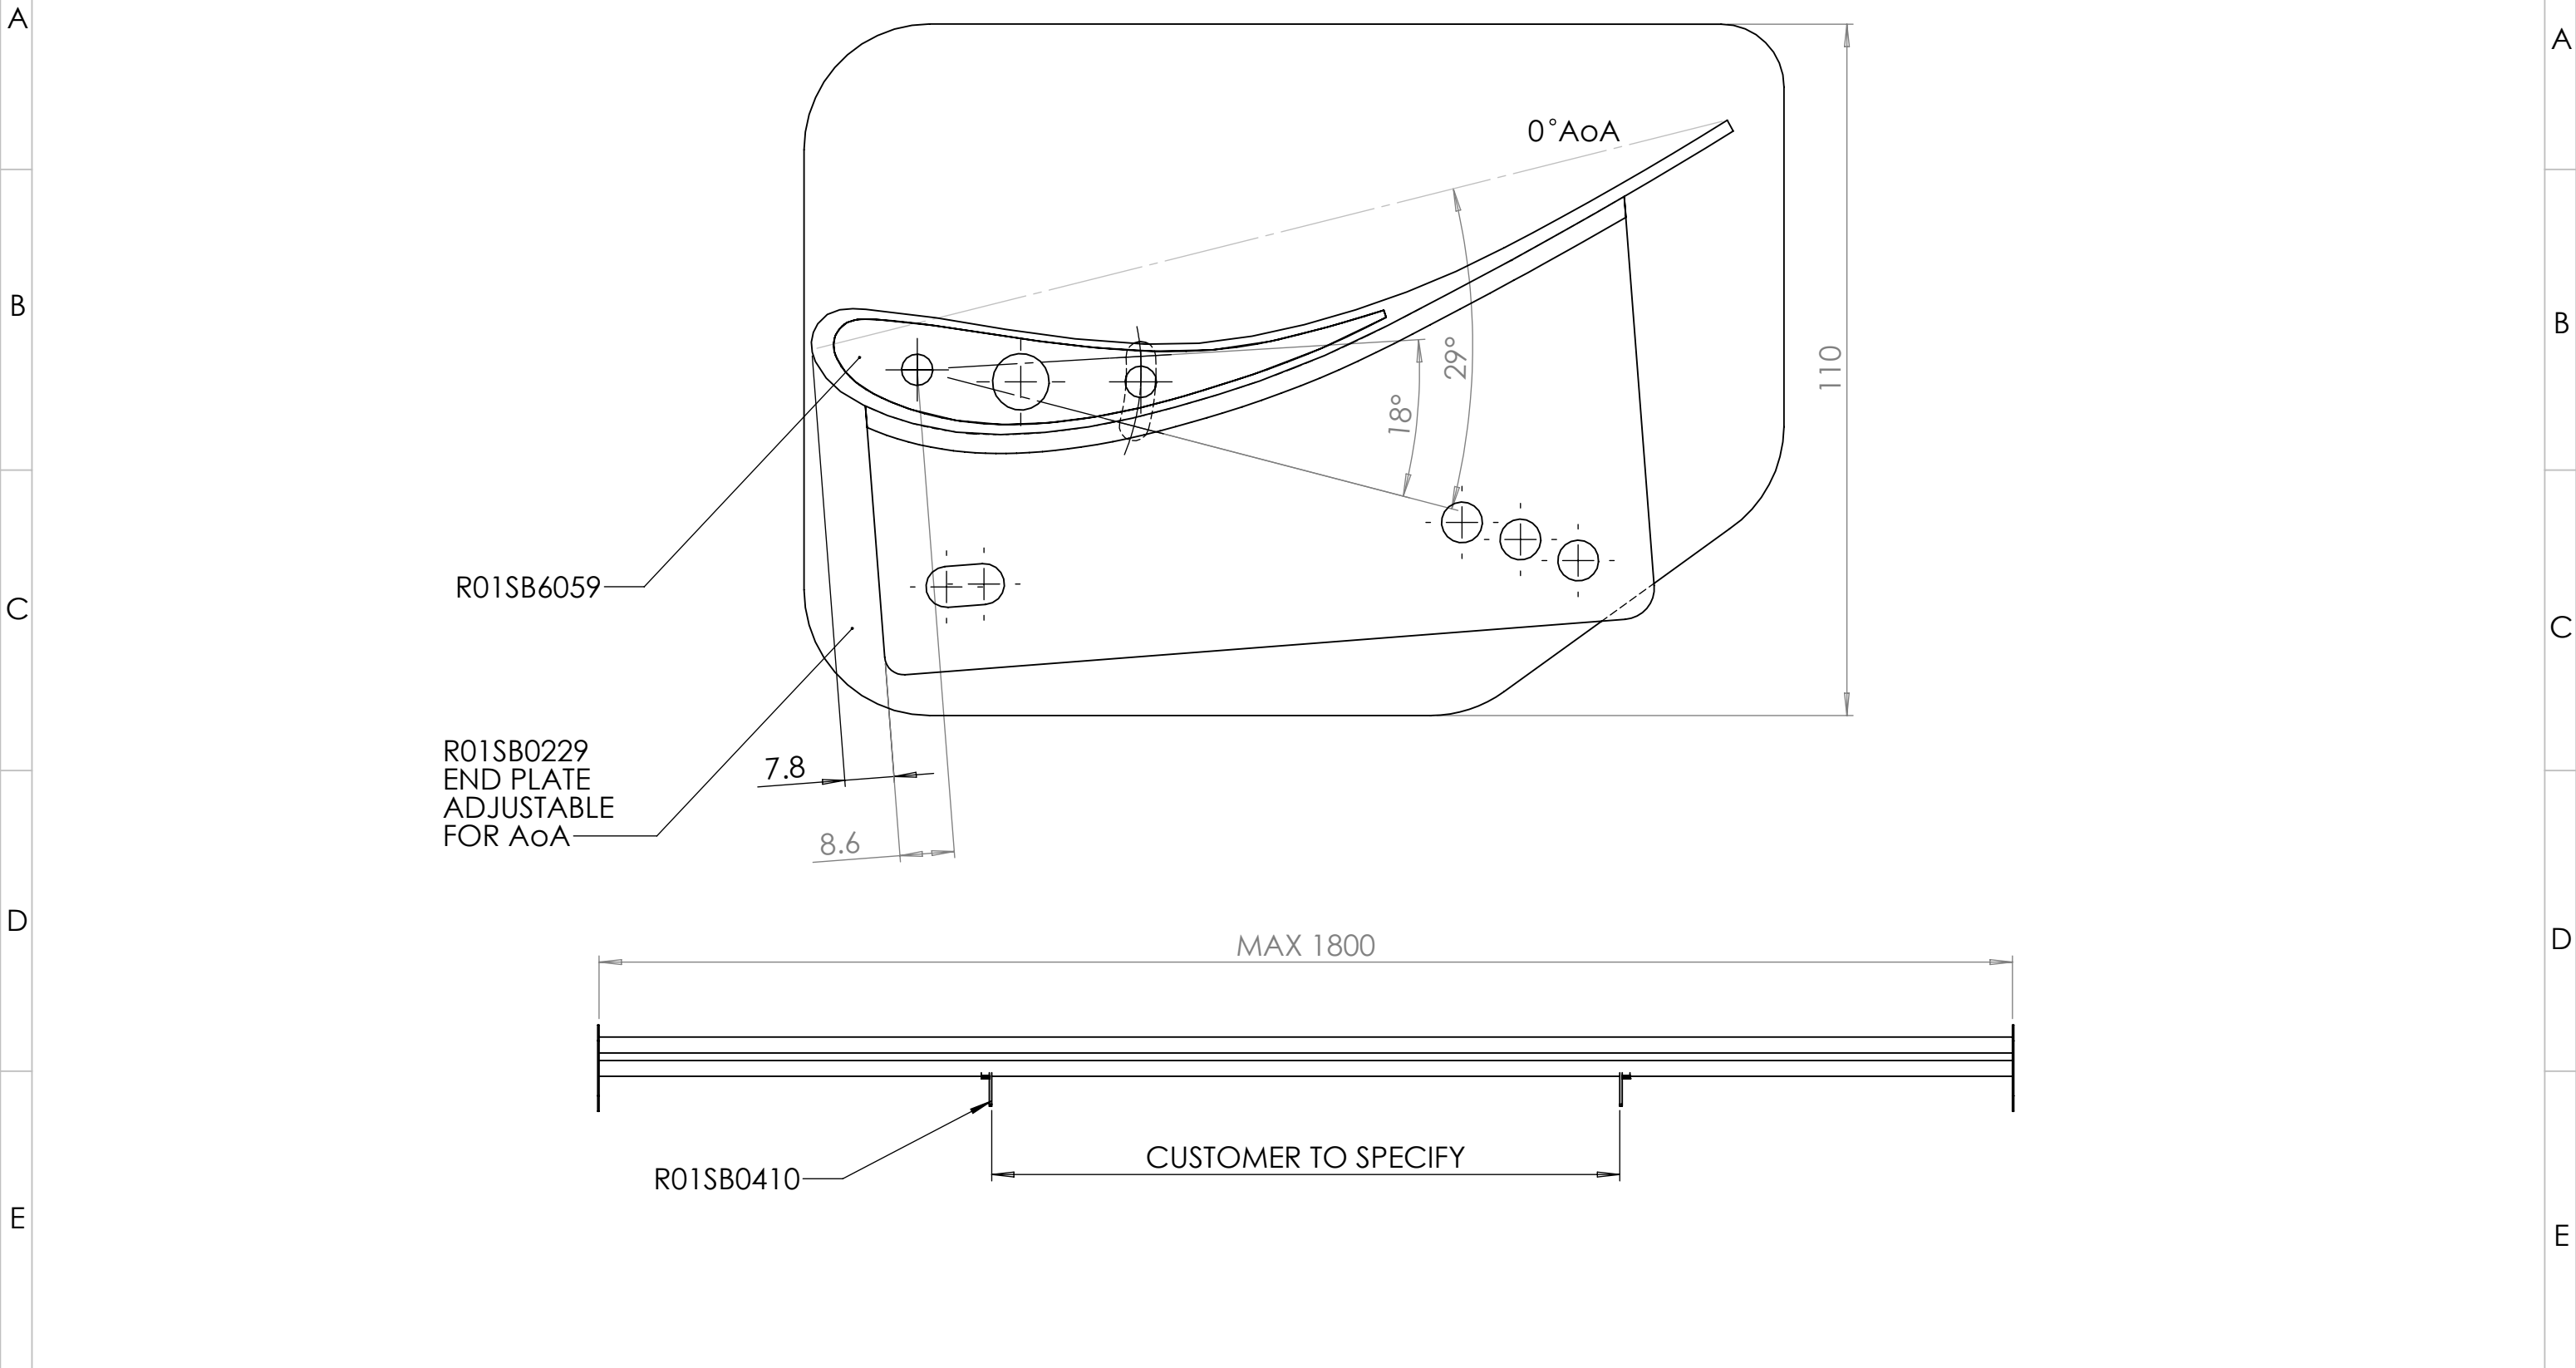 A
A
0°AoA
B
B
29°
110
18°
R01SB6059
C
C
R01SB0229
END PLATE
ADJUSTABLE
FOR AoA
7.8
8.6
D
D
MAX 1800
CUSTOMER TO SPECIFY
R01SB0410
E
E